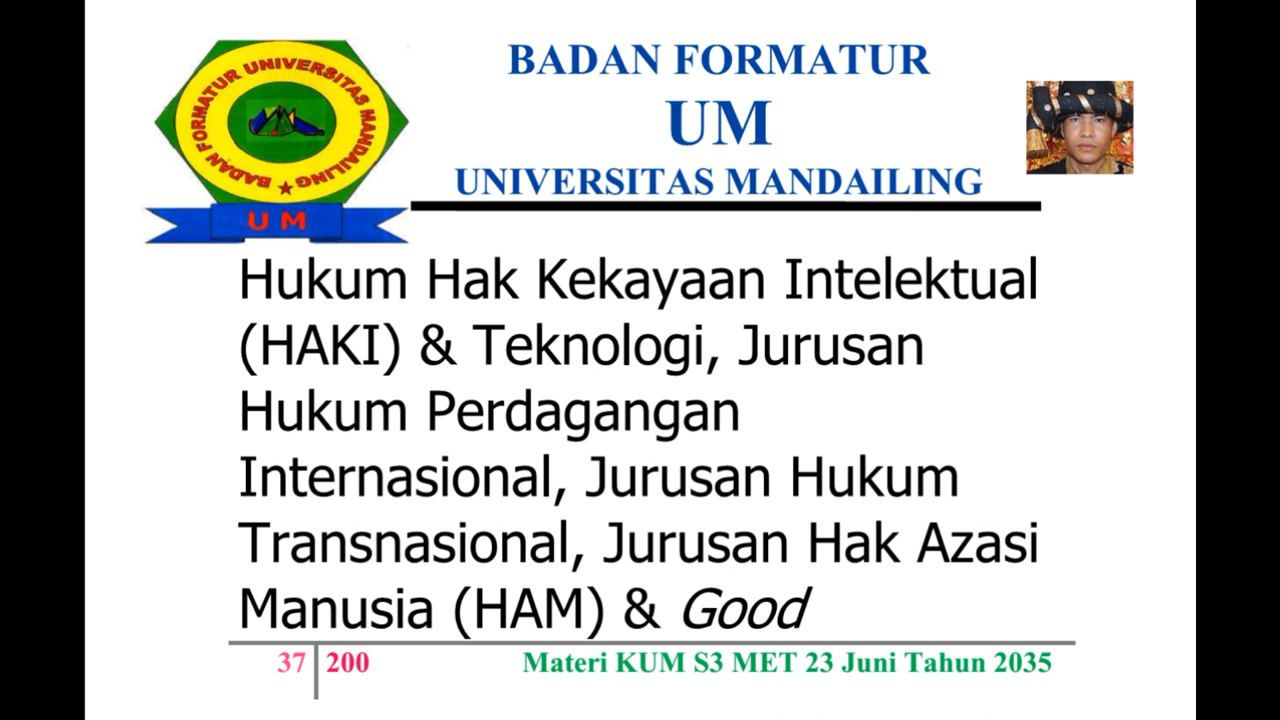 BADAN FORMATUR UNIVERSITAS MANDAILING
U M
BADAN FORMATUR
UM
UNIVERSITAS MANDAILING
Hukum Hak Kekayaan Intelektual
(HAKI) & Teknologi, Jurusan
Hukum Perdagangan
Internasional, Jurusan Hukum
Transnasional, Jurusan Hak Azasi
Manusia (HAM) & Good
37 200 Materi KUM S3 MET 23 Juni Tahun 2035